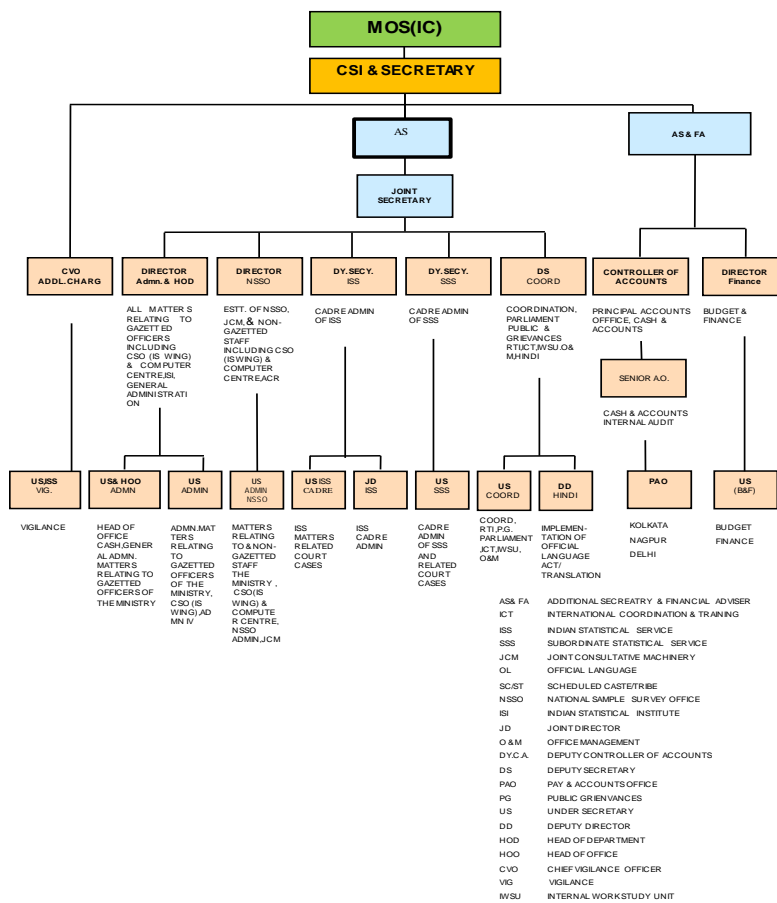 MOS(IC)
CSI & SECRETARY
AS
AS & FA
JOINT
SECRETARY
CVO
ADDL.CHARG
DIRECTOR
Admn. & HOD
DIRECTOR
NSSO
DY.SECY.
ISS
DY.SECY.
SSS
DS
COORD
CONTROLLER OF
ACCOUNTS
DIRECTOR
Finance
ALL MATTERS
RELATING TO
GAZETTED
OFFICERS
INCLUDING
CSO (IS WING)
& COMPUTER
CENTRE,ISI,
GENERAL
ADMINISTRATI
ON
ESTT. OF NSSO,
JCM,& NON-
GAZETTED
STAFF
INCLUDING CSO
(IS WING) &
COMPUTER
CENTRE,ACR
CADRE ADMIN
OF ISS
CADRE ADMIN
OF SSS
COORDINATION,
PARLIAMENT
PUBLIC &
GRIEVANCES
RTI,ICT,IWSU.O&
M,HINDI
PRINCIPAL ACCOUNTS
OFFFICE, CASH &
ACCOUNTS
BUDGET &
FINANCE
SENIOR A.O.
CASH & ACCOUNTS
INTERNAL AUDIT
US/ISS
VIG.
US& HOO
ADMN
US
ADMIN
US
ADMIN
NSSO
US ISS
CADRE
JD
ISS
US
SSS
US
COORD
DD
HINDI
PAO
US
(B&F)
VIGILANCE
HEAD OF
OFFICE
CASH,GENER
AL ADMN.
MATTERS
RELATING TO
GAZETTED
OFFICERS OF
THE MINISTRY
ADMN.MAT
TERS
RELATING
TO
GAZETTED
OFFICERS
OF THE
MINISTRY,
CSO (IS
WING),AD
MN IV
MATTERS
RELATING
TO & NON-
GAZETTED
STAFF
THE
MINISTRY ,
CSO(IS
WING) &
COMPUTE
R CENTRE,
NSSO
ADMIN,JCM
ISS
MATTERS
RELATED
COURT
CASES
ISS
CADRE
ADMIN
CADRE
ADMIN
OF SSS
AND
RELATED
COURT
CASES
COORD,
RTI,P.G.
PARLIAMENT
,ICT,IWSU,
O&M
IMPLEMEN-
TATION OF
OFFICIAL
LANGUAGE
ACT/
TRANSLATION
KOLKATA
NAGPUR
DELHI
BUDGET
FINANCE
AS& FA ADDITIONAL SECREATRY & FINANCIAL ADVISER
ICT INTERNATIONAL COORDINATION & TRAINING
ISS INDIAN STATISTICAL SERVICE
SSS SUBORDINATE STATISTICAL SERVICE
JCM JOINT CONSULTATIVE MACHINERY
OL OFFICIAL LANGUAGE
SC/ST SCHEDULED CASTE/TRIBE
NSSO NATIONAL SAMPLE SURVEY OFFICE
ISI INDIAN STATISTICAL INSTITUTE
JD JOINT DIRECTOR
O & M OFFICE MANAGEMENT
DY.C.A. DEPUTY CONTROLLER OF ACCOUNTS
DS DEPUTY SECRETARY
PAO PAY & ACCOUNTS OFFICE
PG PUBLIC GRIENVANCES
US UNDER SECRETARY
DD DEPUTY DIRECTOR
HOD HEAD OF DEPARTMENT
HOO HEAD OF OFFICE
CVO CHIEF VIGILANCE OFFICER
VIG VIGILANCE
IWSU INTERNAL WORK STUDY UNIT